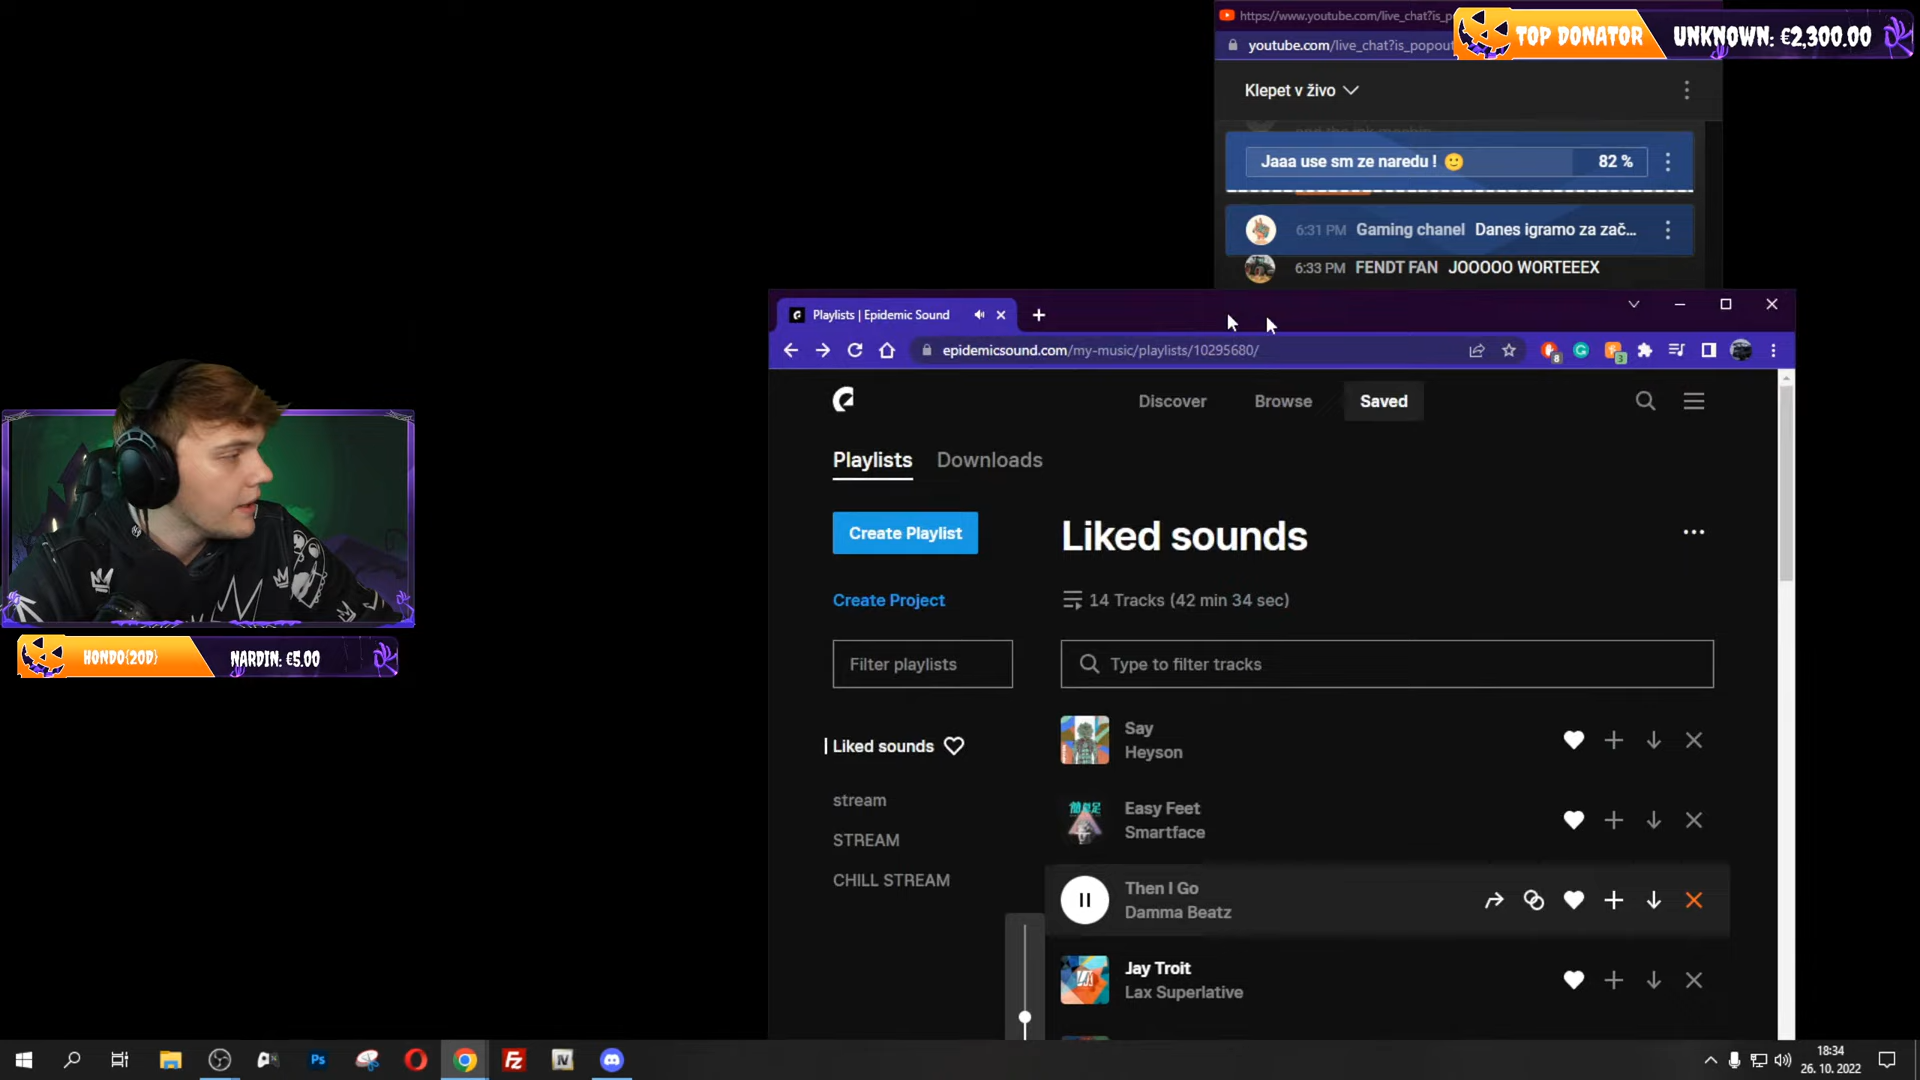 https://www.youtube.com/live_chat?is_p
youtube.com/live_chat?is_popout
TOP DONATOR
UNKNOWN: €2,300.00
Klepet v živo
Jaaa use sm ze naredu ! 🙂 82 %
6:31 PM Gaming chanel Danes igramo za zač...
6:33 PM FENDT FAN JOOOOO WORTEEEX
Playlists | Epidemic Sound
epidemicsound.com/my-music/playlists/10295680/
8
3
Discover Browse Saved
Playlists Downloads
Create Playlist
Liked sounds
Create Project
14 Tracks (42 min 34 sec)
Filter playlists
Type to filter tracks
Liked sounds
stream
STREAM
CHILL STREAM
Say
Heyson
Easy Feet
Smartface
Then I Go
Damma Beatz
Jay Troit
Lax Superlative
HONDO(20D)
NARDIN: €5.00
Ps
Fz
IV
18:34
26. 10. 2022